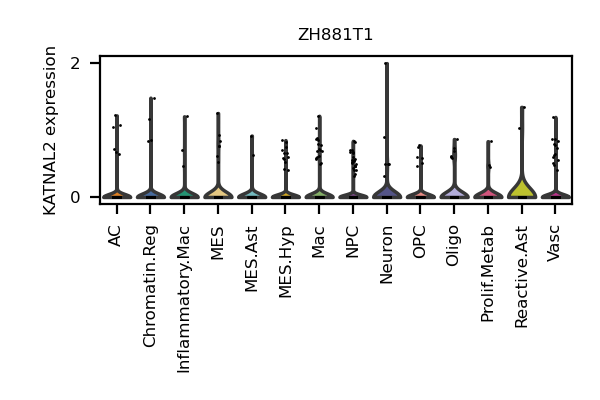 ZH881T1
KATNAL2 expression
2
0
AC
Chromatin.Reg
Inflammatory.Mac
MES
MES.Ast
MES.Hyp
Mac
NPC
Neuron
OPC
Oligo
Prolif.Metab
Reactive.Ast
Vasc